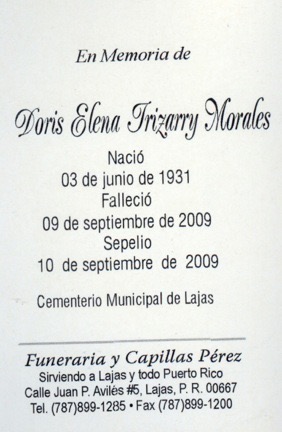 En Memoria de
Doris Elena Irizarry Morales
Nació
03 de junio de 1931
Falleció
09 de septiembre de 2009
Sepelio
10 de septiembre de 2009
Cementerio Municipal de Lajas
Funeraria y Capillas Pérez
Sirviendo a Lajas y todo Puerto Rico
Calle Juan P. Avilés #5, Lajas, P. R. 00667
Tel. (787)899-1285 • Fax (787)899-1200